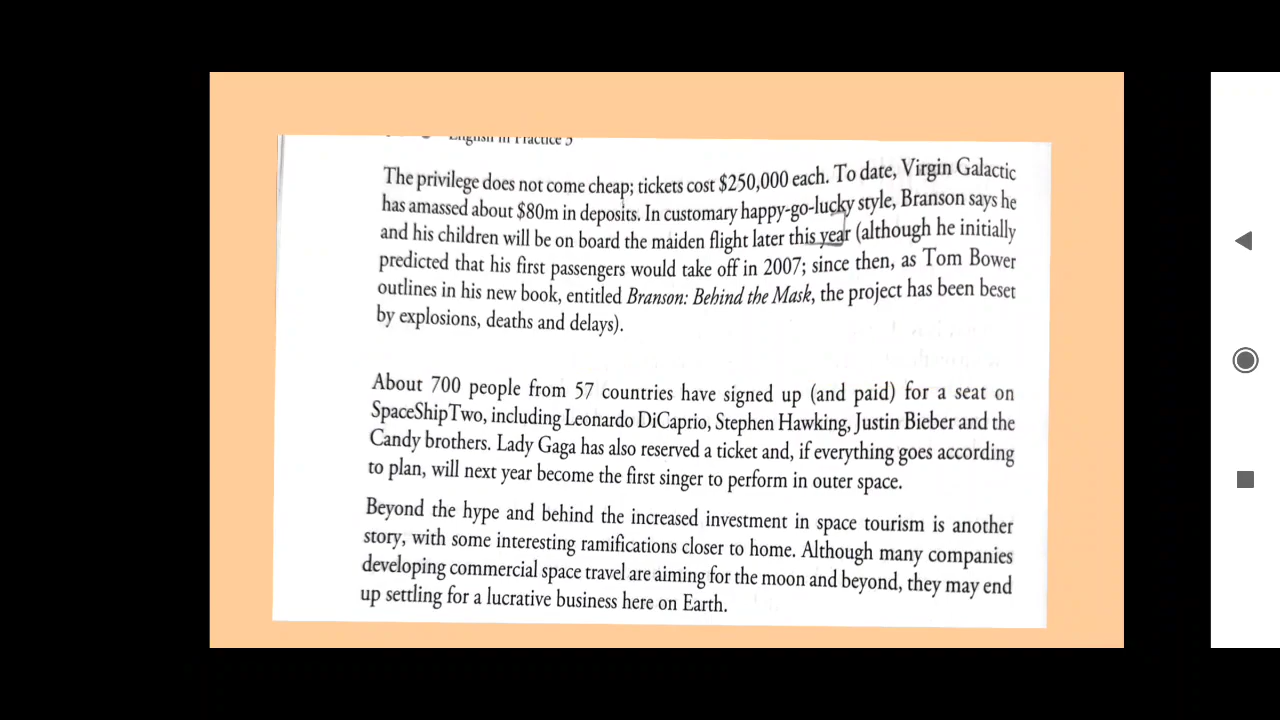 English in Practice 5
The privilege does not come cheap; tickets cost $250,000 each. To date, Virgin Galactic
has amassed about $80m in deposits. In customary happy-go-lucky style, Branson says he
and his children will be on board the maiden flight later this year (although he initially
predicted that his first passengers would take off in 2007; since then, as Tom Bower
outlines in his new book, entitled Branson: Behind the Mask, the project has been beset
by explosions, deaths and delays).
About 700 people from 57 countries have signed up (and paid) for a seat on
SpaceShipTwo, including Leonardo DiCaprio, Stephen Hawking, Justin Bieber and the
Candy brothers. Lady Gaga has also reserved a ticket and, if everything goes according
to plan, will next year become the first singer to perform in outer space.
Beyond the hype and behind the increased investment in space tourism is another
story, with some interesting ramifications closer to home. Although many companies
developing commercial space travel are aiming for the moon and beyond, they may end
up settling for a lucrative business here on Earth.